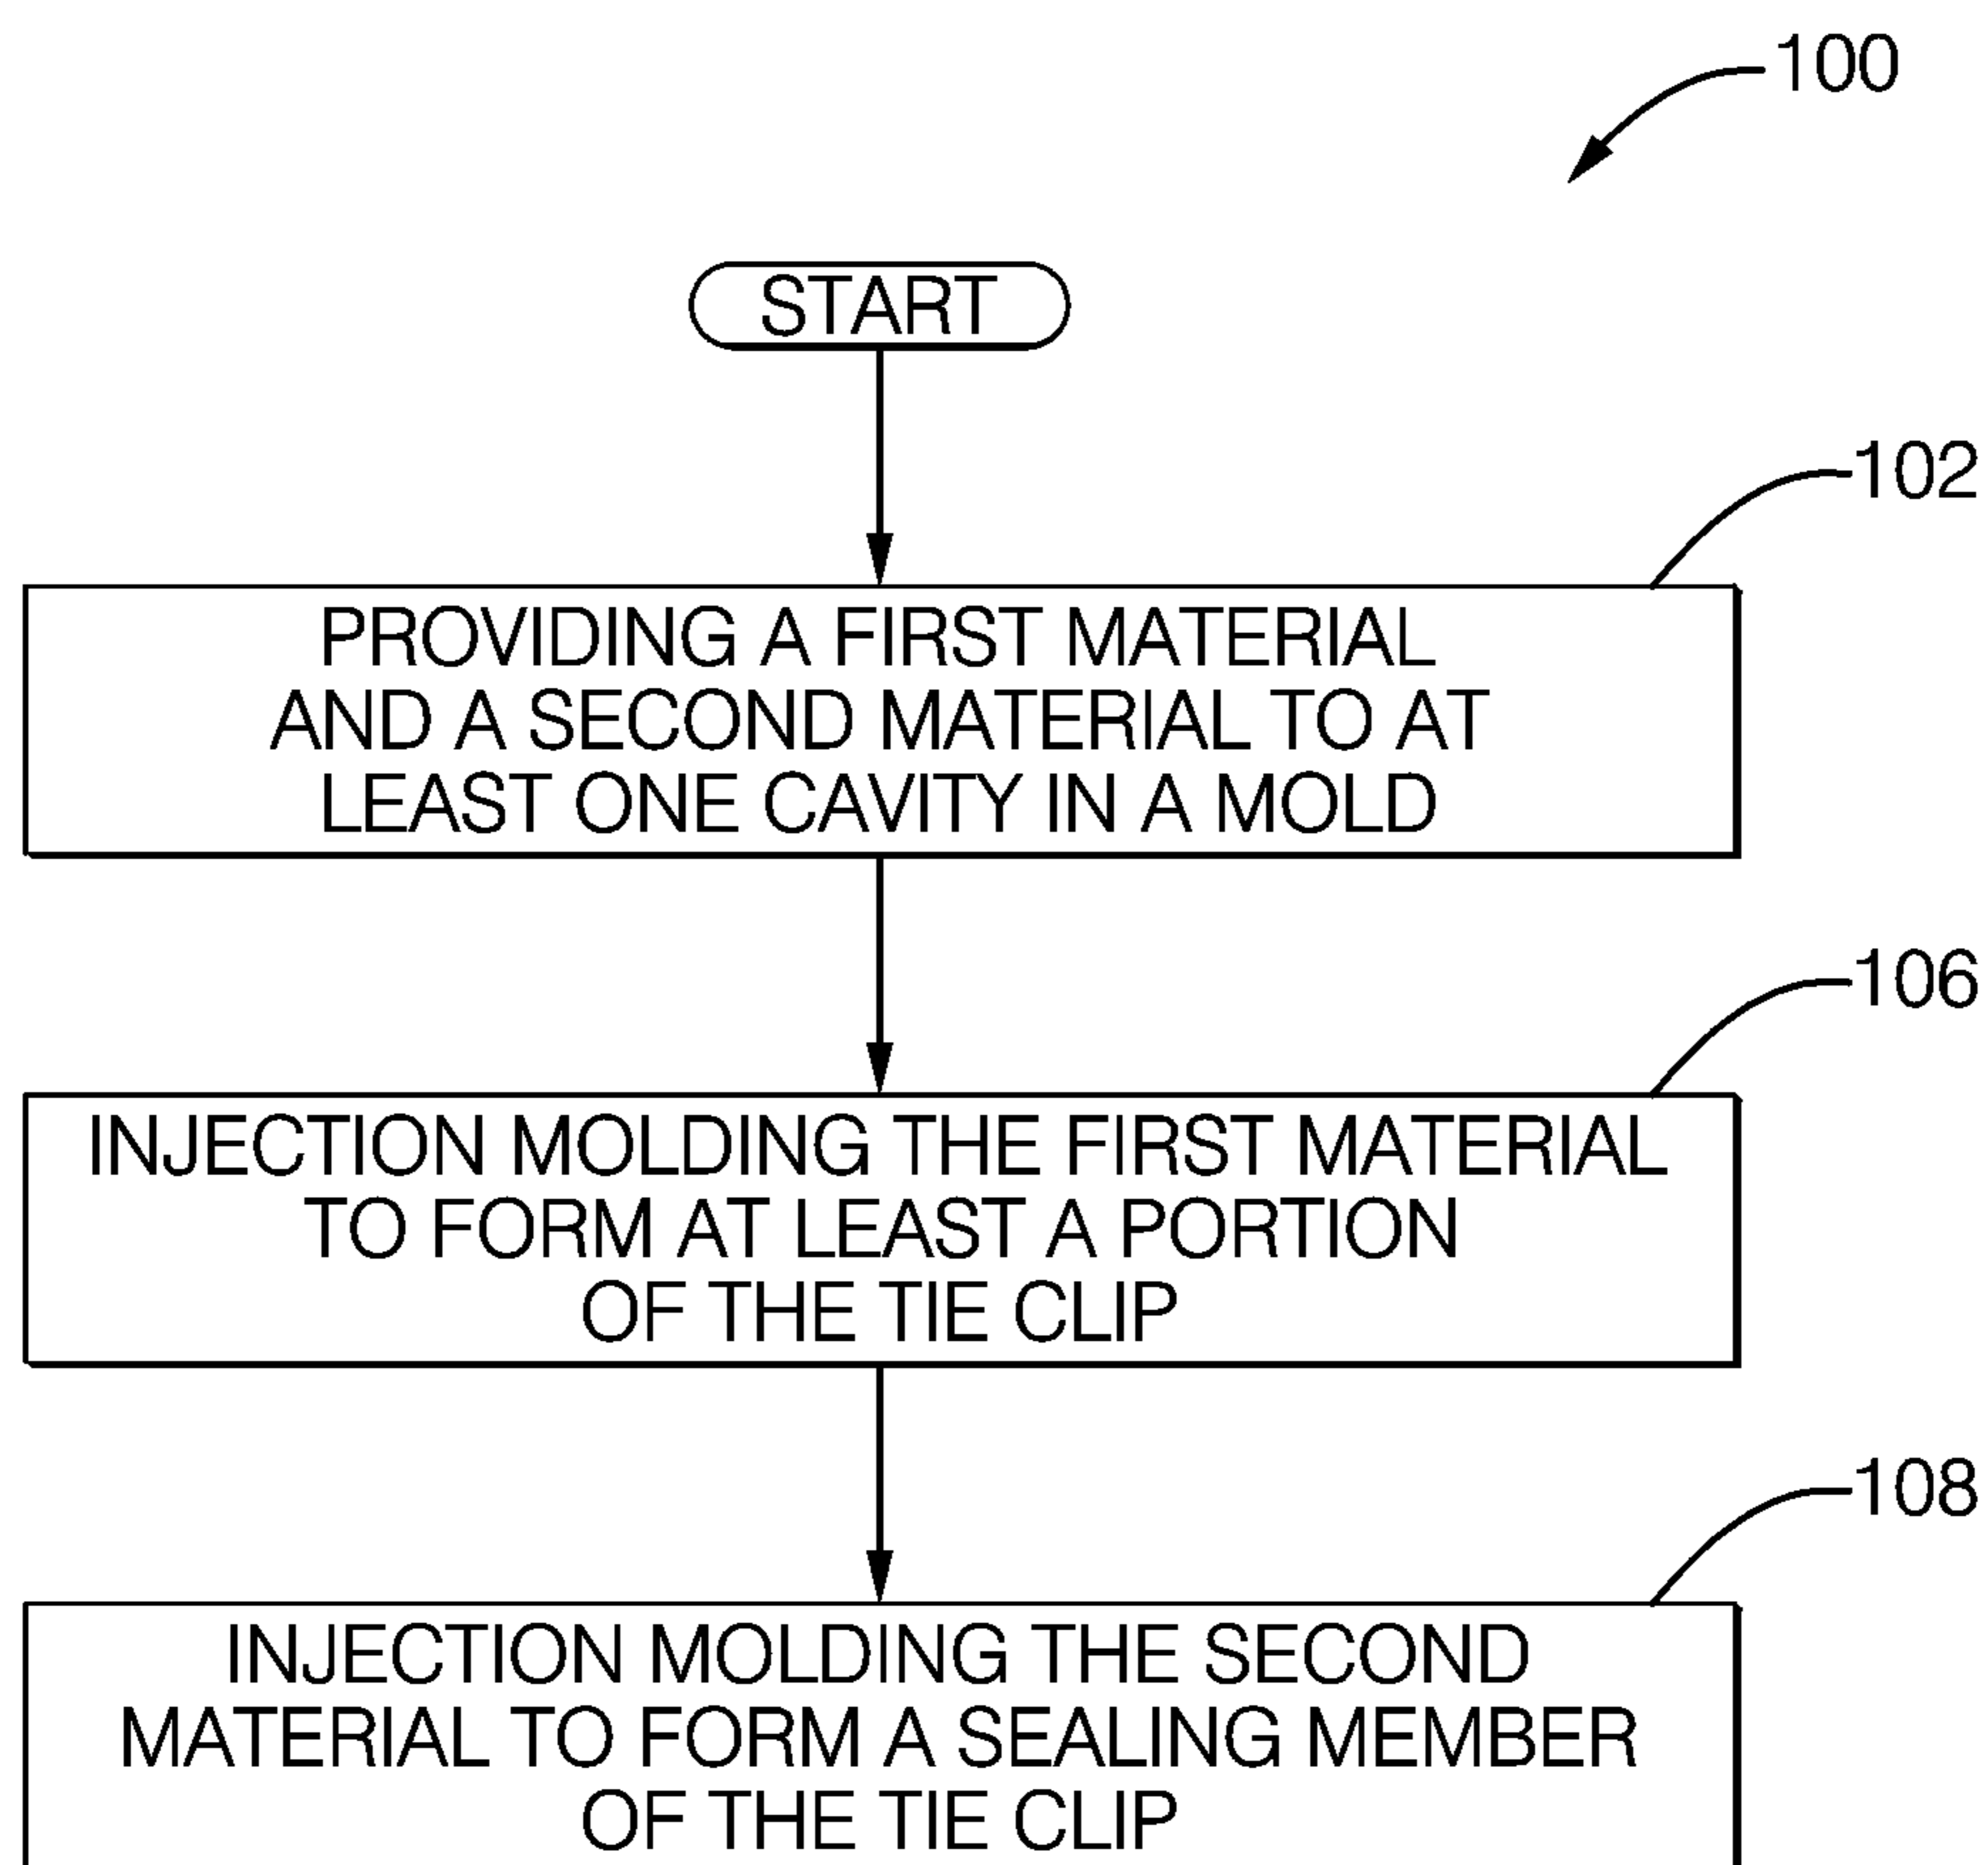 100
START
102
PROVIDING A FIRST MATERIAL
AND A SECOND MATERIAL TO AT
LEAST ONE CAVITY IN A MOLD
106
INJECTION MOLDING THE FIRST MATERIAL
TO FORM AT LEAST A PORTION
OF THE TIE CLIP
108
INJECTION MOLDING THE SECOND
MATERIAL TO FORM A SEALING MEMBER
OF THE TIE CLIP